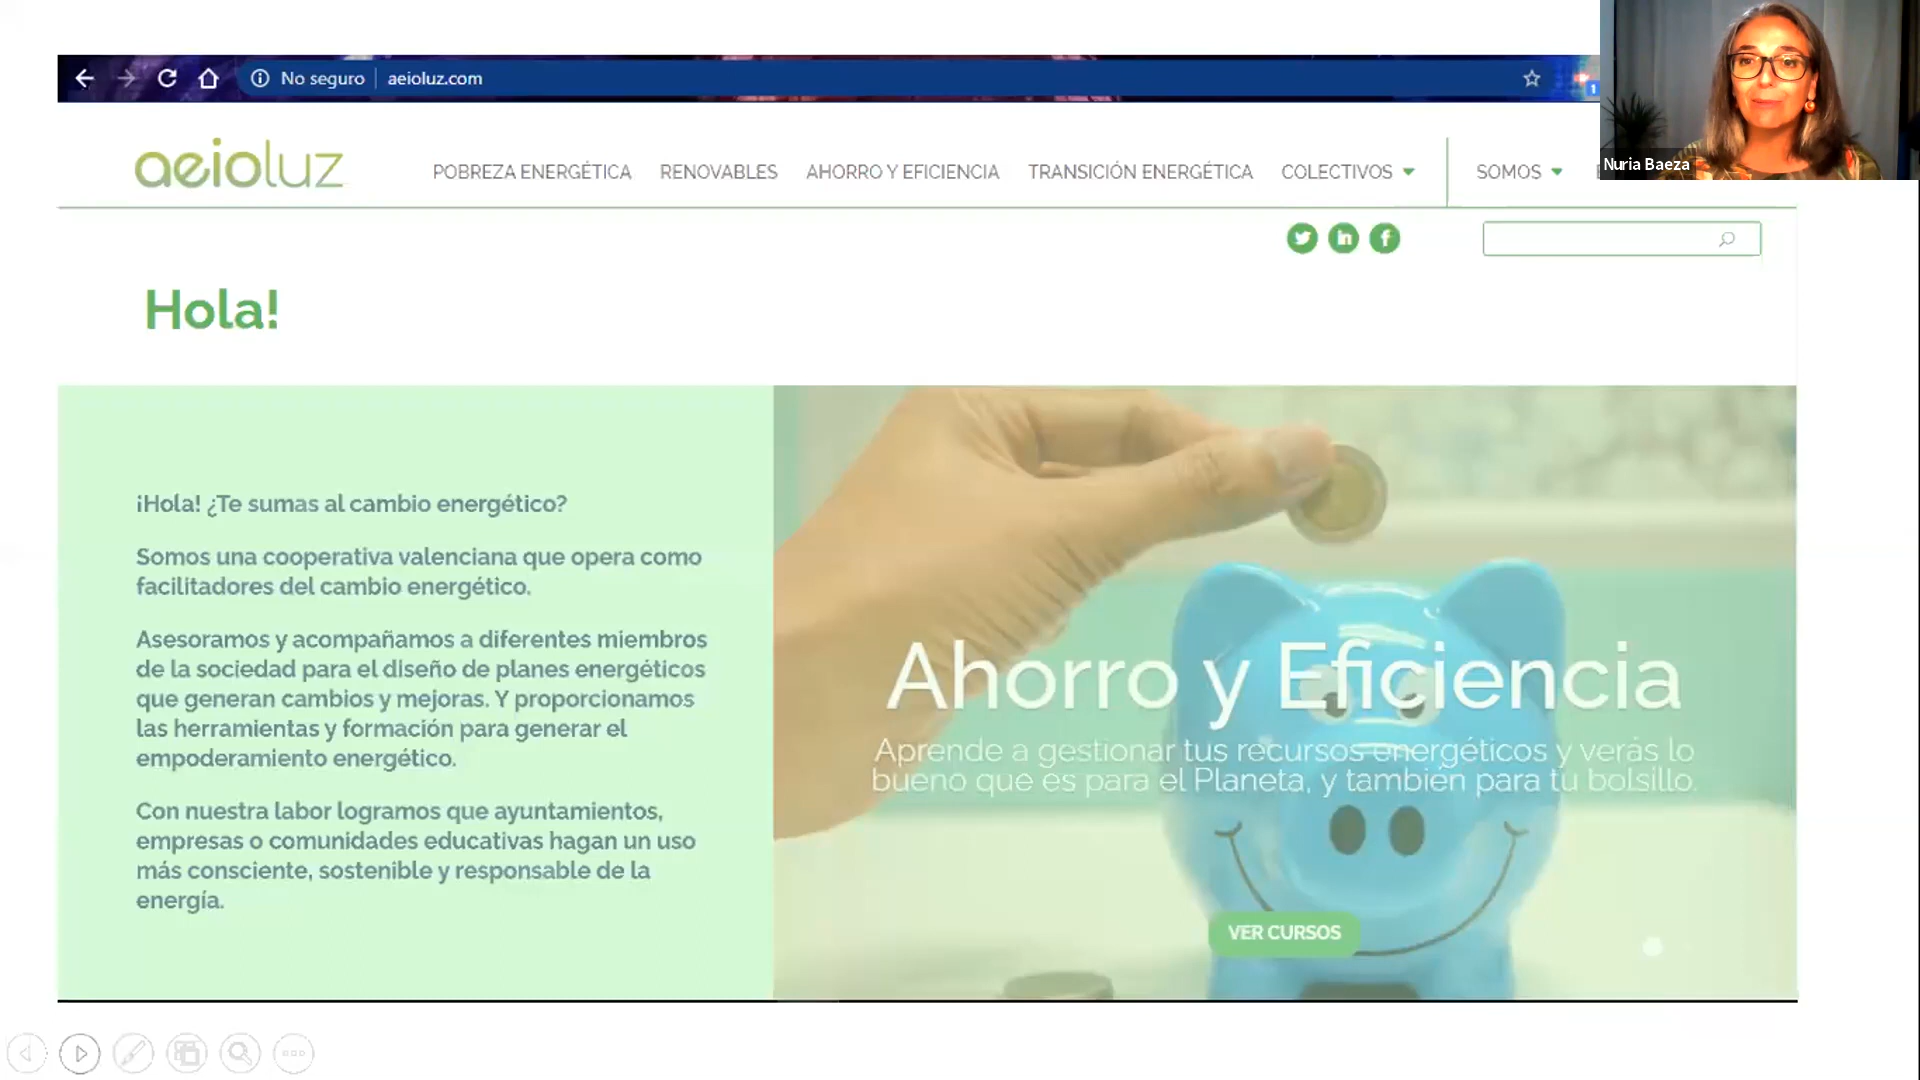 No seguro
aeioluz.com
Nuria Baeza
aeioluz
POBREZA ENERGÉTICA
RENOVABLES
AHORRO Y EFICIENCIA
TRANSICIÓN ENERGÉTICA
COLECTIVOS
SOMOS
Hola!
¡Hola! ¿Te sumas al cambio energético?
Somos una cooperativa valenciana que opera como
facilitadores del cambio energético.
Asesoramos y acompañamos a diferentes miembros
de la sociedad para el diseño de planes energéticos
que generan cambios y mejoras. Y proporcionamos
las herramientas y formación para generar el
empoderamiento energético.
Con nuestra labor logramos que ayuntamientos,
empresas o comunidades educativas hagan un uso
más consciente, sostenible y responsable de la
energía.
Ahorro y Eficiencia
Aprende a gestionar tus recursos energéticos y verás lo
bueno que es para el Planeta, y también para tu bolsillo.
VER CURSOS